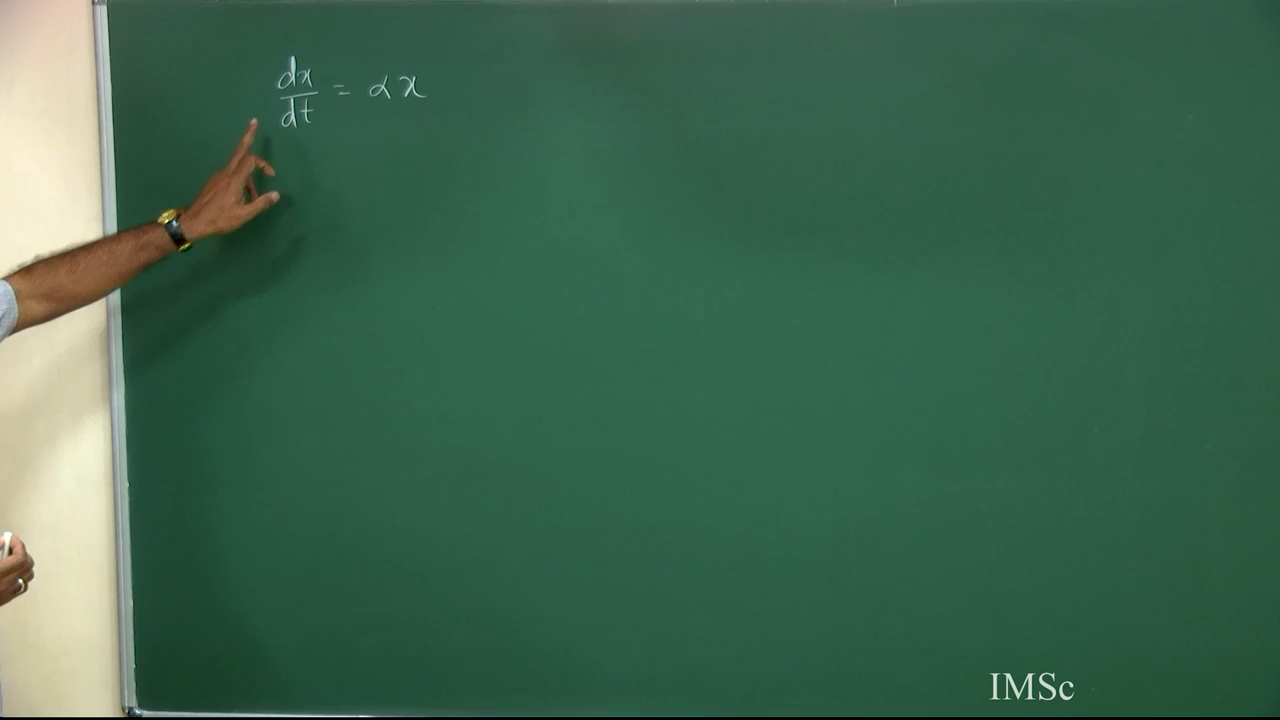 dx/dt = αx
IMSc